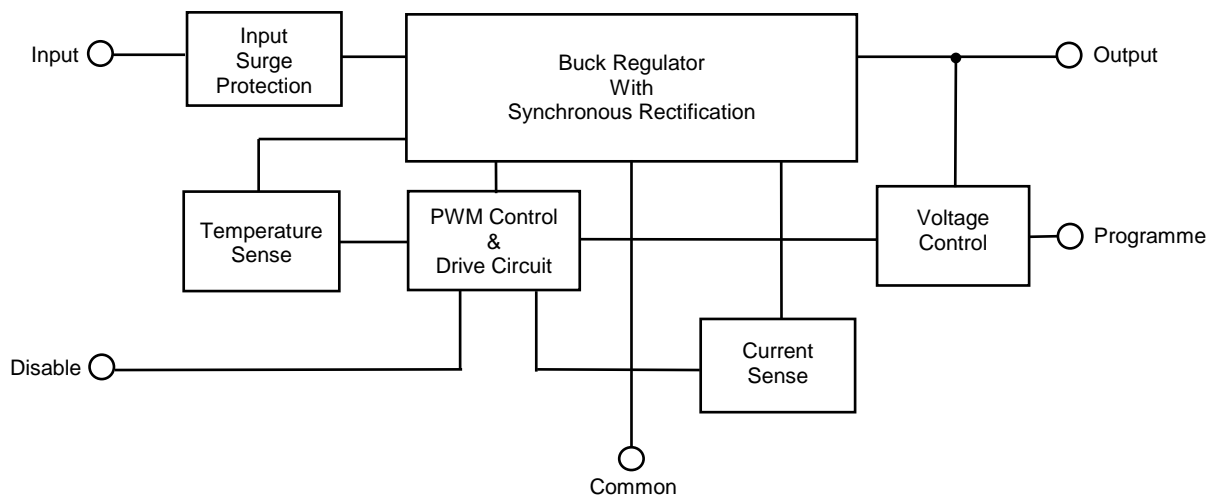 Input
Input
Surge
Protection
Buck Regulator
With
Synchronous Rectification
Output
Temperature
Sense
PWM Control
&
Drive Circuit
Voltage
Control
Programme
Disable
Current
Sense
Common